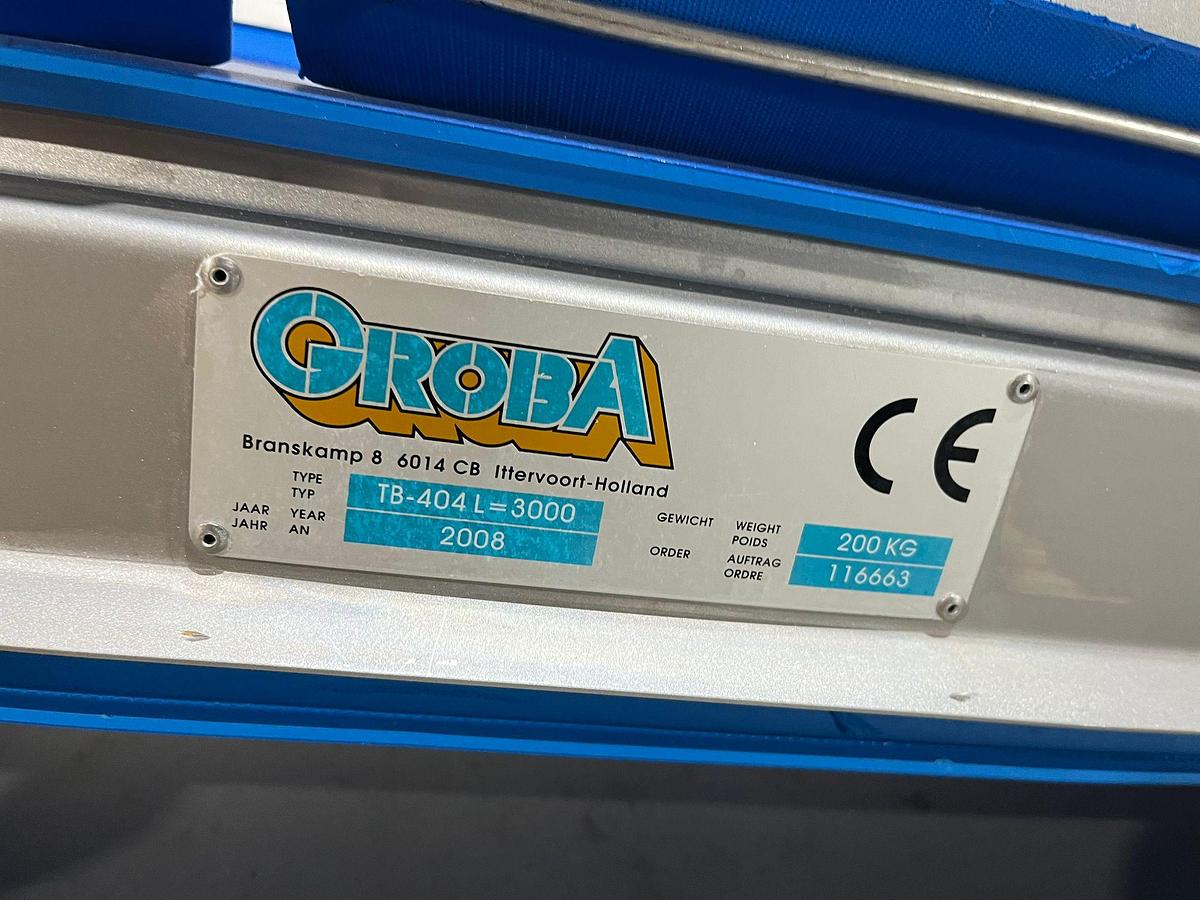 GROBA
CE
Branskamp 8 6014 CB Ittervoort-Holland
TYPE
TYP
TB-404 L=3000
JAAR YEAR
JAHR AN
2008
GEWICHT WEIGHT
POIDS
200 KG
ORDER AUFTRAG
ORDRE
116663